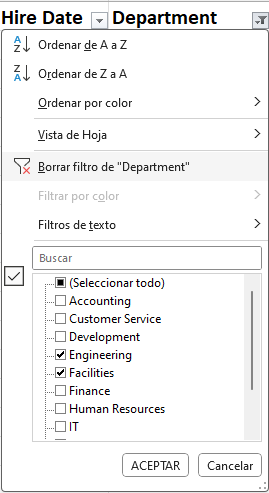 Hire Date Department
Ordenar de A a Z
Ordenar de Z a A
Ordenar por color
Vista de Hoja
Borrar filtro de "Department"
Filtrar por color
Filtros de texto
Buscar
(Seleccionar todo)
Accounting
Customer Service
Development
Engineering
Facilities
Finance
Human Resources
IT
ACEPTAR Cancelar